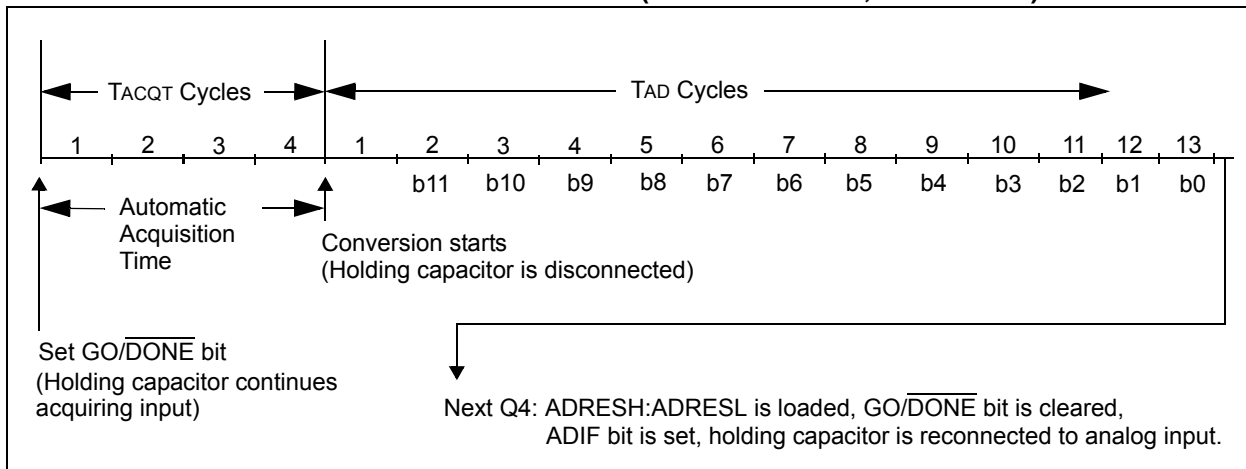 TACQT Cycles TAD Cycles
1 2 3 4 1 2 3 4 5 6 7 8 9 10 11 12 13
b11 b10 b9 b8 b7 b6 b5 b4 b3 b2 b1 b0
Automatic
Acquisition
Time
Conversion starts
(Holding capacitor is disconnected)
Set GO/DONE bit
(Holding capacitor continues
acquiring input)
Next Q4: ADRESH:ADRESL is loaded, GO/DONE bit is cleared,
ADIF bit is set, holding capacitor is reconnected to analog input.